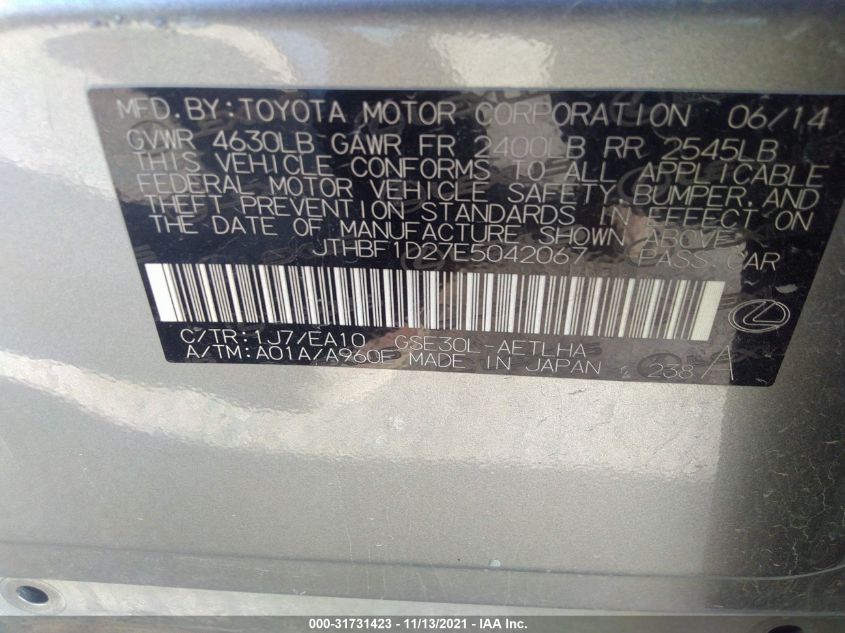 MFD.BY:TOYOTA MOTOR CORPORATION 06/14
GVWR 4630LB GAWR FR 2400LB RR 2545LB
THIS VEHICLE CONFORMS TO ALL APPLICABLE
FEDERAL MOTOR VEHICLE SAFETY, BUMPER, AND
THEFT PREVENTION STANDARDS IN EFFECT ON
THE DATE OF MANUFACTURE SHOWN ABOVE.
JTHBF1D27E5042067 PASS CAR
C/TR:1J7/EA10 GSE30L-AETLHA
A/TM:A01A/A960E MADE IN JAPAN 238 A
000-31731423 - 11/13/2021 - IAA Inc.